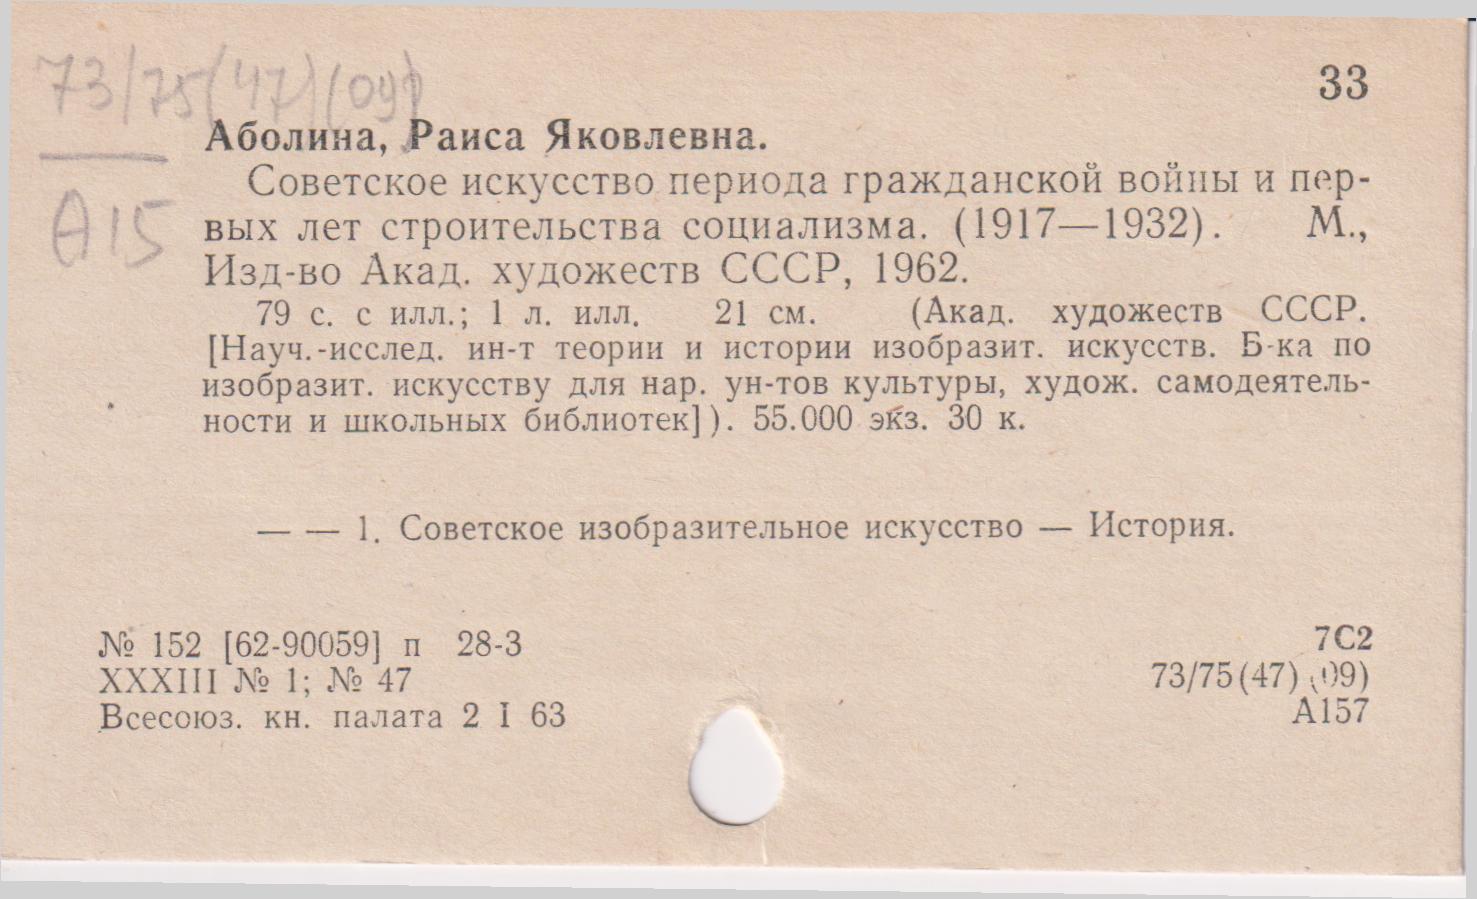 73/75(47)(09)
33
А15
Аболина, Раиса Яковлевна.
Советское искусство периода гражданской войны и пер-
вых лет строительства социализма. (1917—1932). М.,
Изд-во Акад. художеств СССР, 1962.
79 с. с илл.; 1 л. илл. 21 см. (Акад. художеств СССР.
[Науч.-исслед. ин-т теории и истории изобразит. искусств. Б-ка по
изобразит. искусству для нар. ун-тов культуры, худож. самодеятель-
ности и школьных библиотек]). 55.000 экз. 30 к.
— — 1. Советское изобразительное искусство — История.
№ 152 [62-90059] п 28-3
7С2
XXXIII № 1; № 47
73/75(47)(09)
Всесоюз. кн. палата 2 I 63
А157